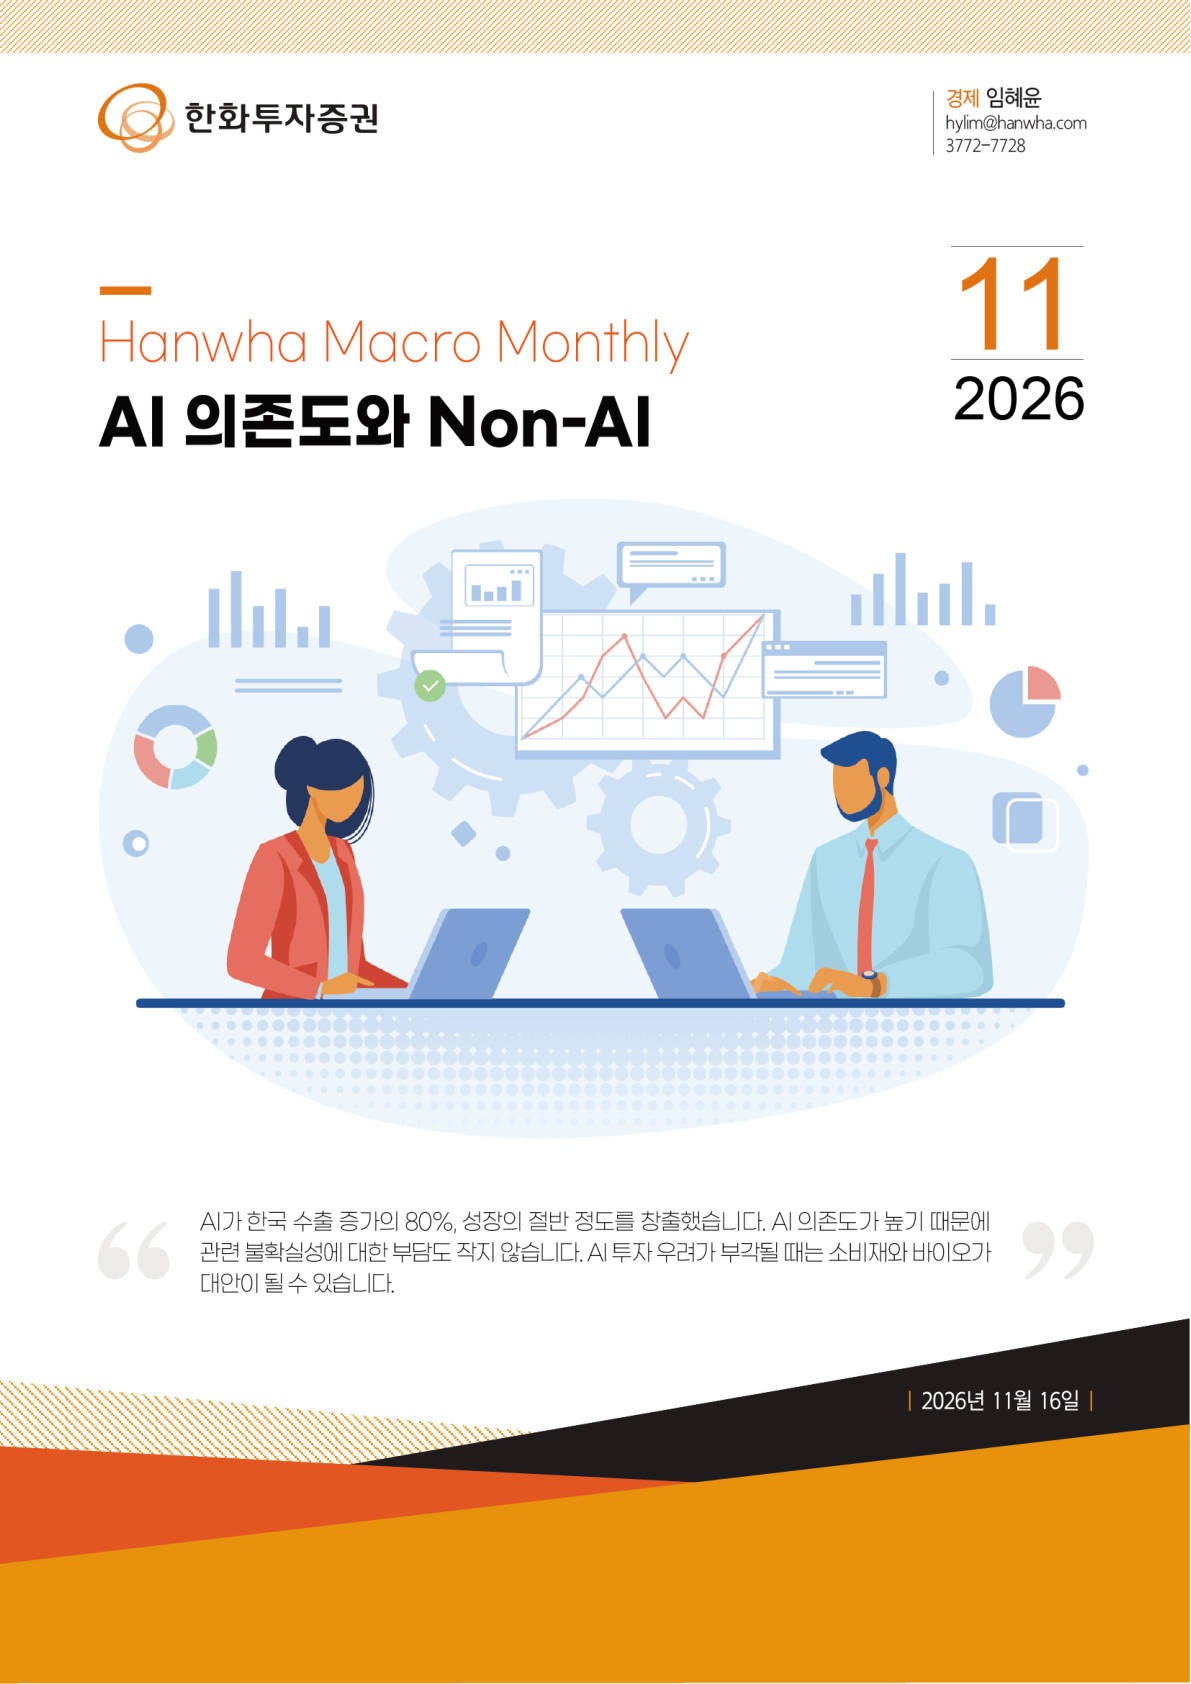 한화투자증권
경제 임혜윤
hylim@hanwha.com
3772-7728
11
2026
Hanwha Macro Monthly
AI 의존도와 Non-AI
AI가 한국 수출 증가의 80%, 성장의 절반 정도를 창출했습니다. AI 의존도가 높기 때문에
관련 불확실성에 대한 부담도 작지 않습니다. AI 투자 우려가 부각될 때는 소비재와 바이오가
대안이 될 수 있습니다.
| 2026년 11월 16일 |